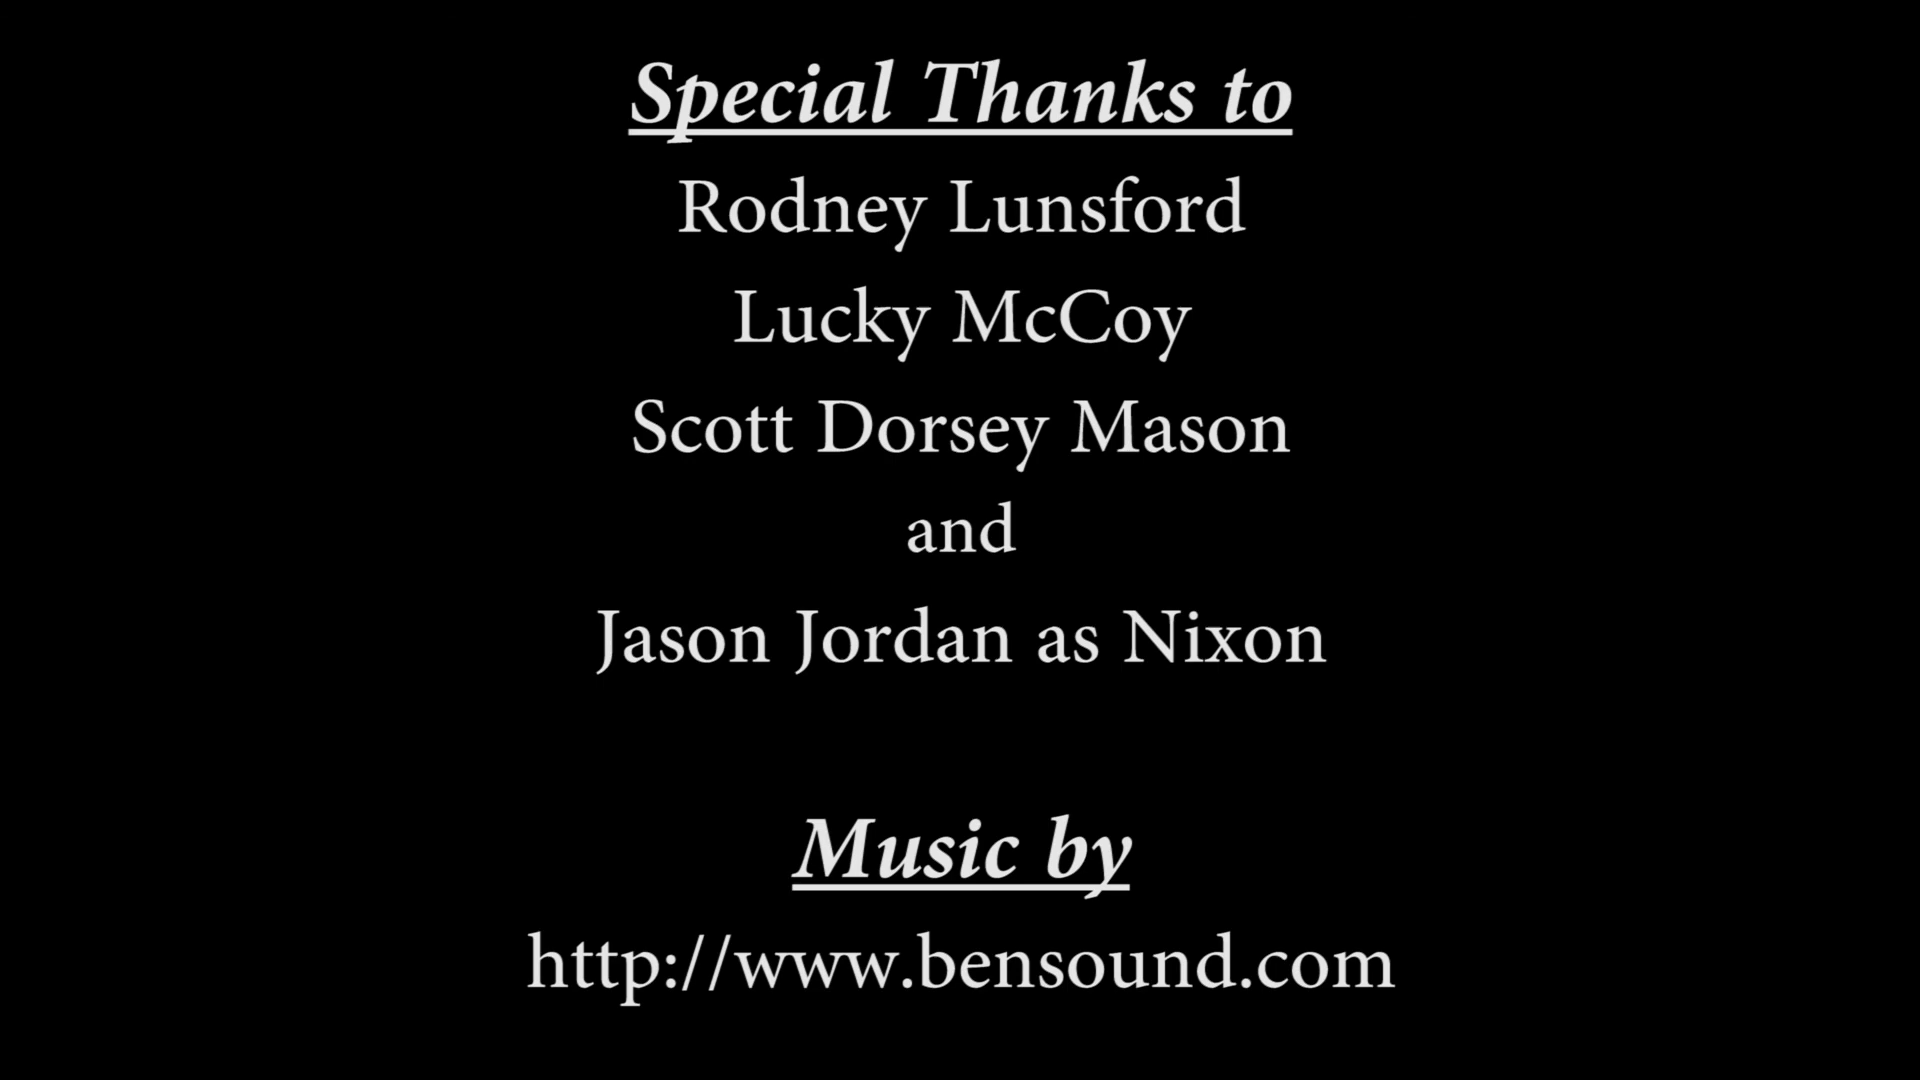 Special Thanks to
Rodney Lunsford
Lucky McCoy
Scott Dorsey Mason
and
Jason Jordan as Nixon
Music by
http://www.bensound.com